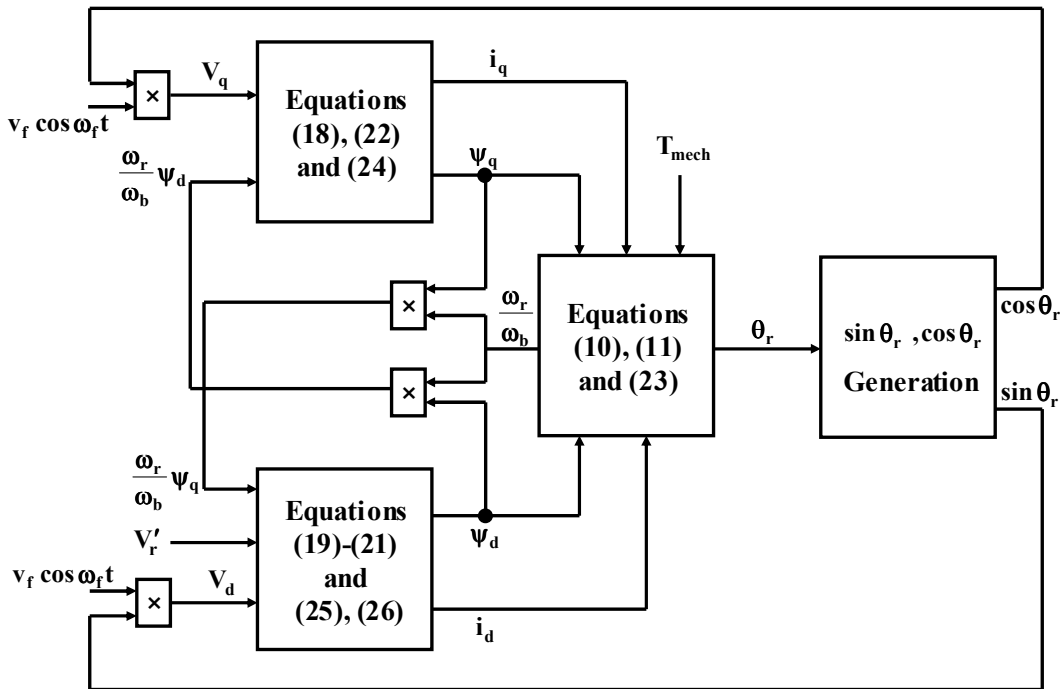 V_q
v_f cos ω_f t
×
Equations
(18), (22)
and (24)
i_q
ψ_q
ω_r/ω_b ψ_d
T_mech
×
×
ω_r/ω_b
Equations
(10), (11)
and (23)
θ_r
sin θ_r , cos θ_r
Generation
cos θ_r
sin θ_r
ω_r/ω_b ψ_q
V′_r
v_f cos ω_f t
×
V_d
Equations
(19)-(21)
and
(25), (26)
ψ_d
i_d